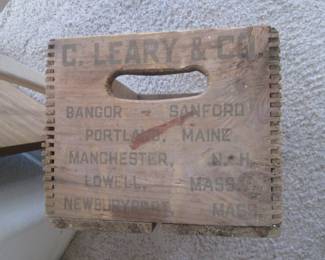 C. LEARY & CO.
BANGOR - SANFORD
PORTLAND, MAINE
MANCHESTER, N. H.
LOWELL, MASS.
NEWBURYPORT, MASS.